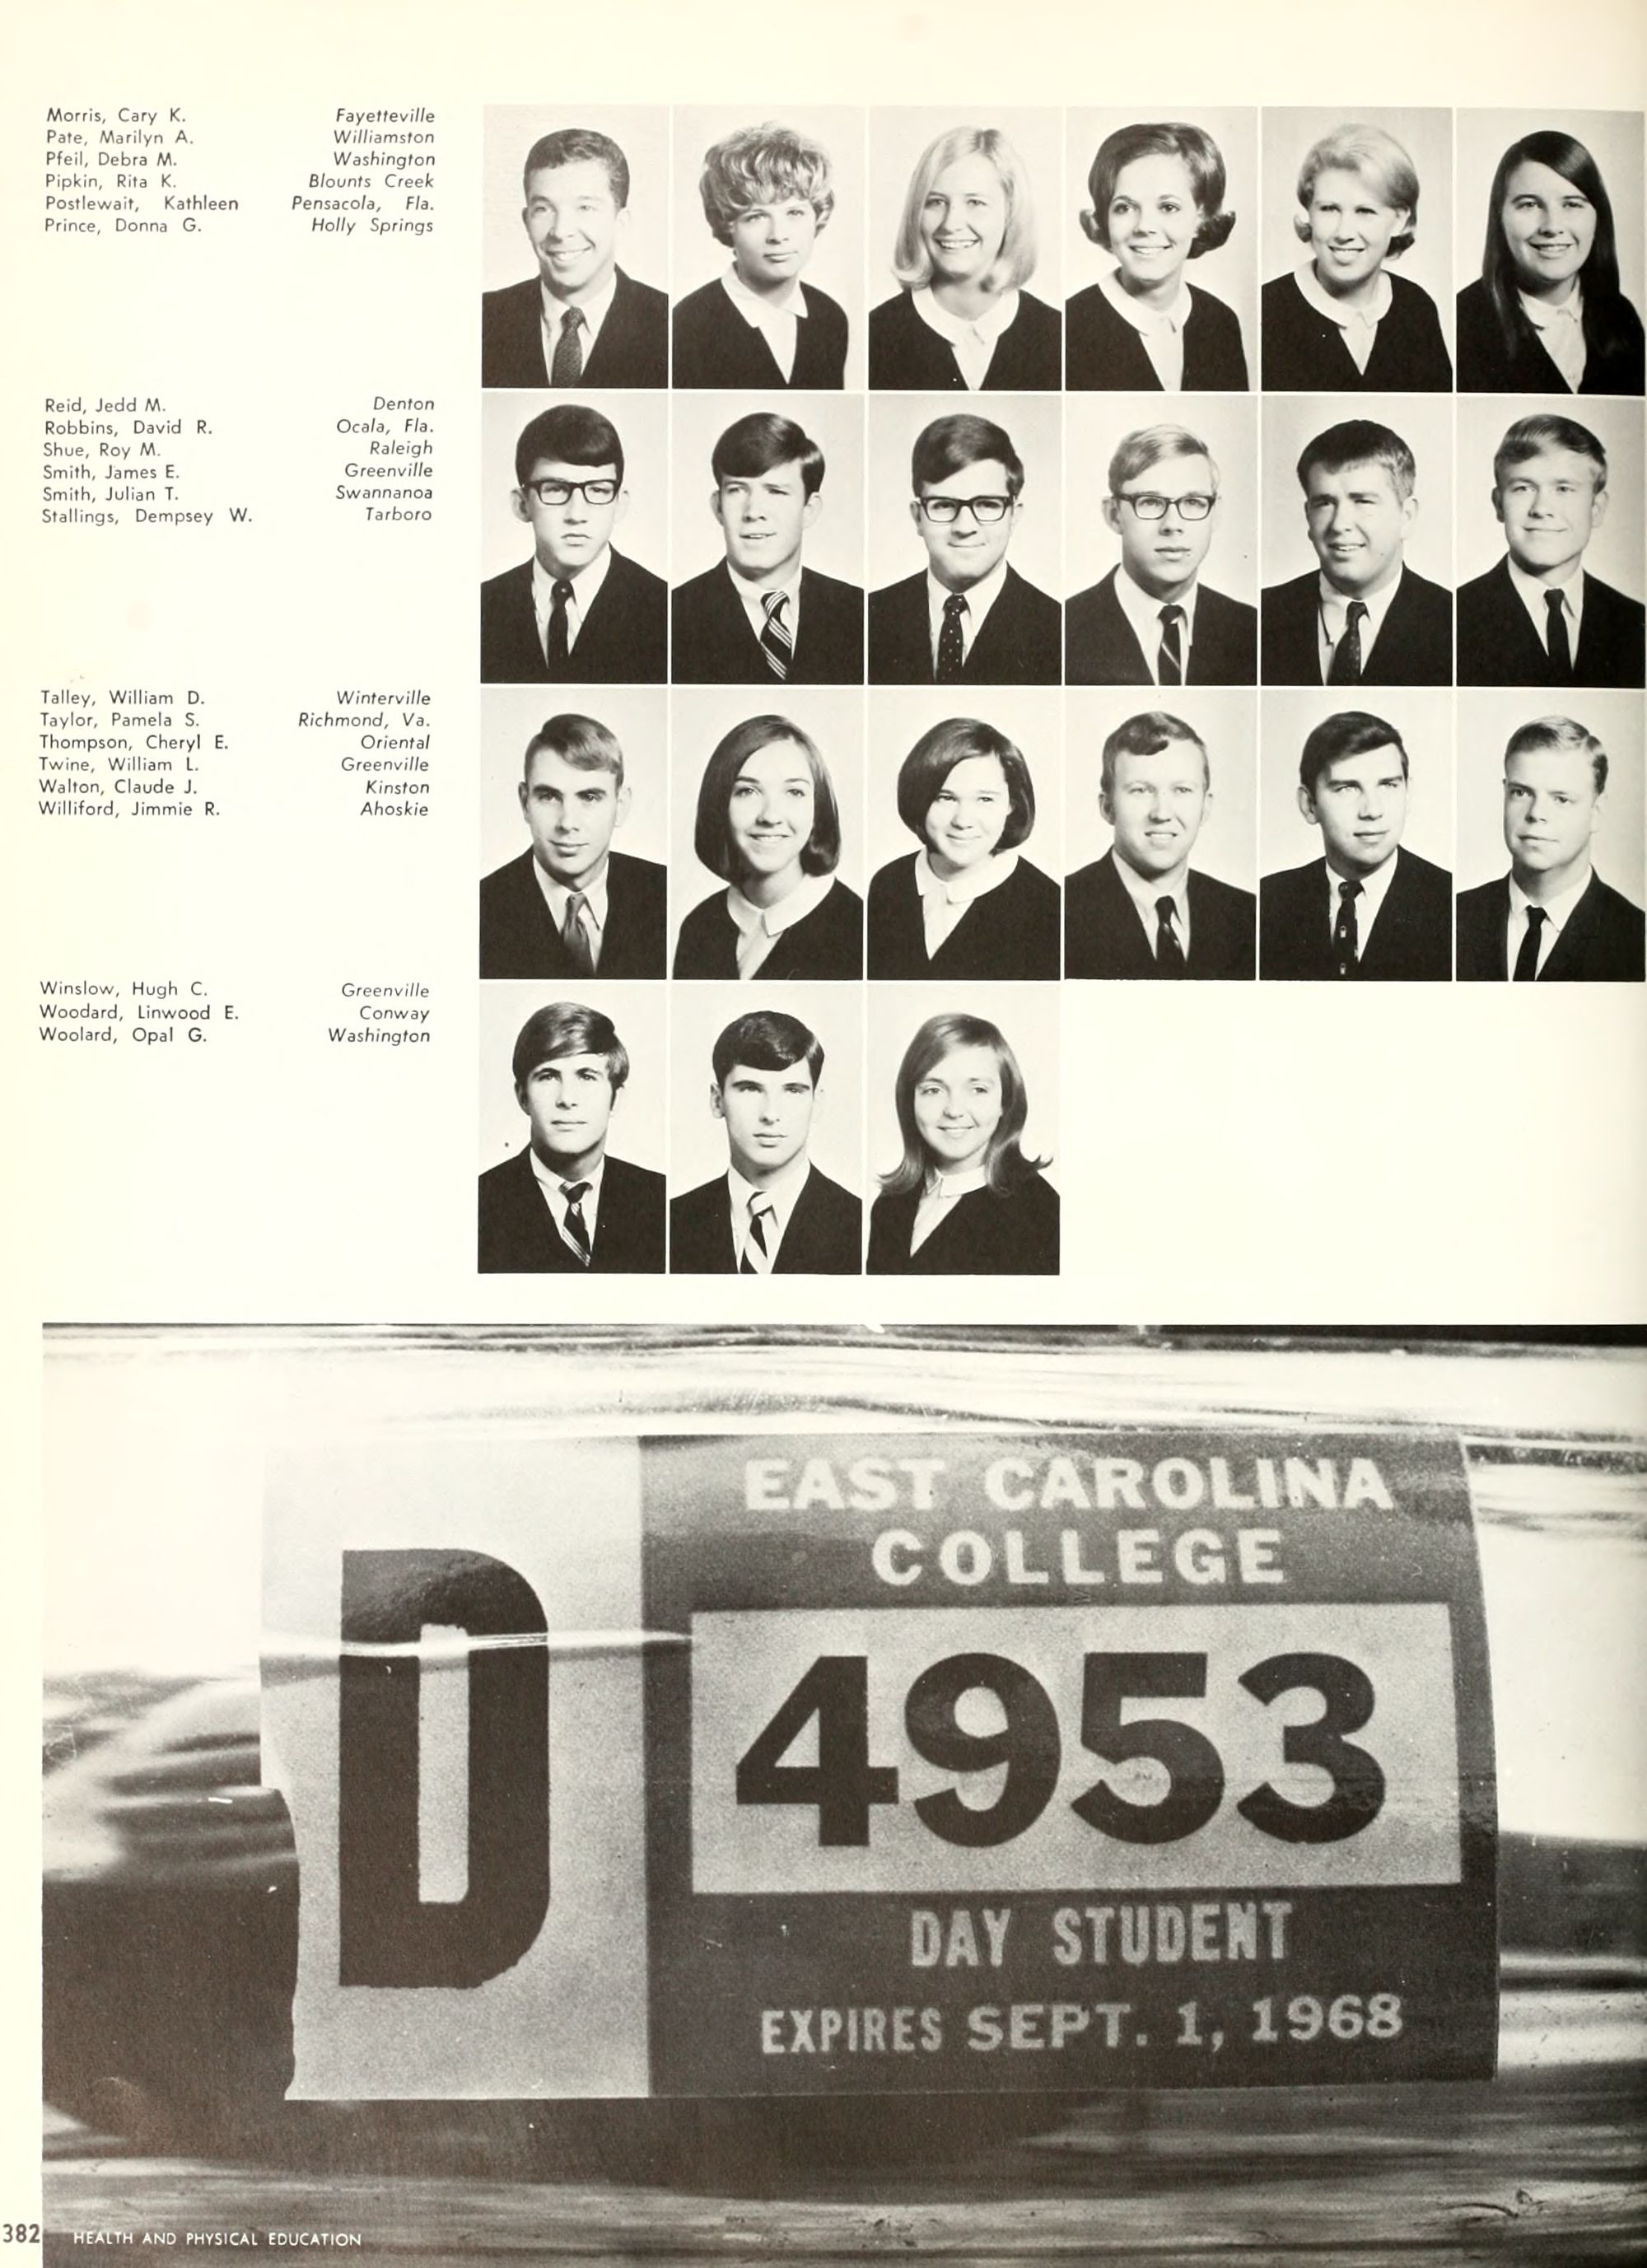 Morris, Cary K. Fayetteville
Pate, Marilyn A. Williamston
Pfeil, Debra M. Washington
Pipkin, Rita K. Blounts Creek
Postlewait, Kathleen Pensacola, Fla.
Prince, Donna G. Holly Springs
Reid, Jedd M. Denton
Robbins, David R. Ocala, Fla.
Shue, Roy M. Raleigh
Smith, James E. Greenville
Smith, Julian T. Swannanoa
Stallings, Dempsey W. Tarboro
Talley, William D. Winterville
Taylor, Pamela S. Richmond, Va.
Thompson, Cheryl E. Oriental
Twine, William L. Greenville
Walton, Claude J. Kinston
Williford, Jimmie R. Ahoskie
Winslow, Hugh C. Greenville
Woodard, Linwood E. Conway
Woolard, Opal G. Washington
EAST CAROLINA
COLLEGE
D 4953
DAY STUDENT
EXPIRES SEPT. 1, 1968
382 HEALTH AND PHYSICAL EDUCATION